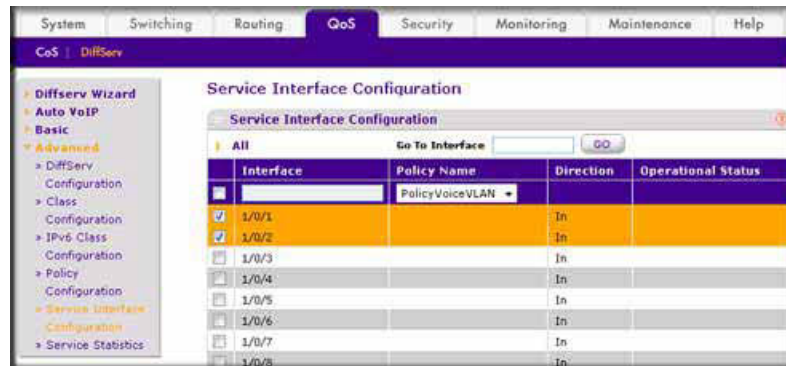 System Switching Routing QoS Security Monitoring Maintenance Help
CoS | DiffServ
Diffserv Wizard
Auto VoIP
Basic
Advanced
» DiffServ
Configuration
» Class
Configuration
» IPv6 Class
Configuration
» Policy
Configuration
» Service Interface
Configuration
» Service Statistics
Service Interface Configuration
Service Interface Configuration
All Go To Interface GO
Interface Policy Name Direction Operational Status
PolicyVoiceVLAN
1/0/1 In
1/0/2 In
1/0/3 In
1/0/4 In
1/0/5 In
1/0/6 In
1/0/7 In
1/0/8 In